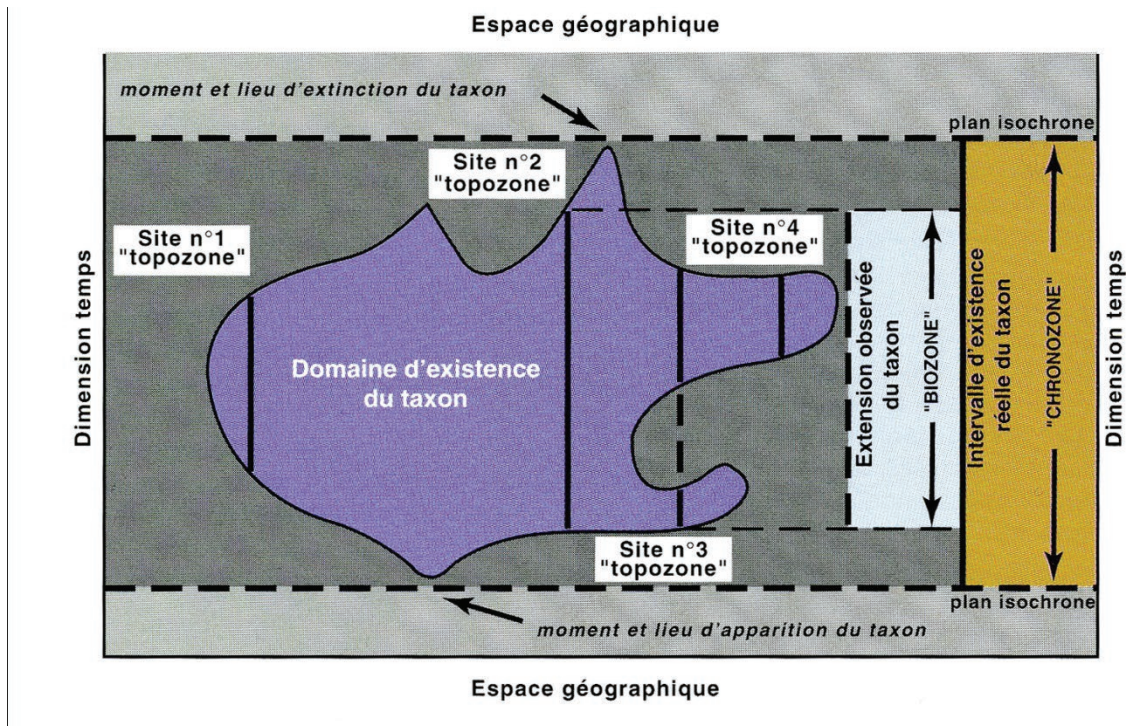 Espace géographique
moment et lieu d'extinction du taxon
plan isochrone
Site n°2
"topozone"
Site n°1
"topozone"
Site n°4
"topozone"
Dimension temps
Domaine d'existence
du taxon
Extension observée
du taxon
"BIOZONE"
Intervalle d'existence
réelle du taxon
"CHRONOZONE"
Dimension temps
Site n°3
"topozone"
plan isochrone
moment et lieu d'apparition du taxon
Espace géographique